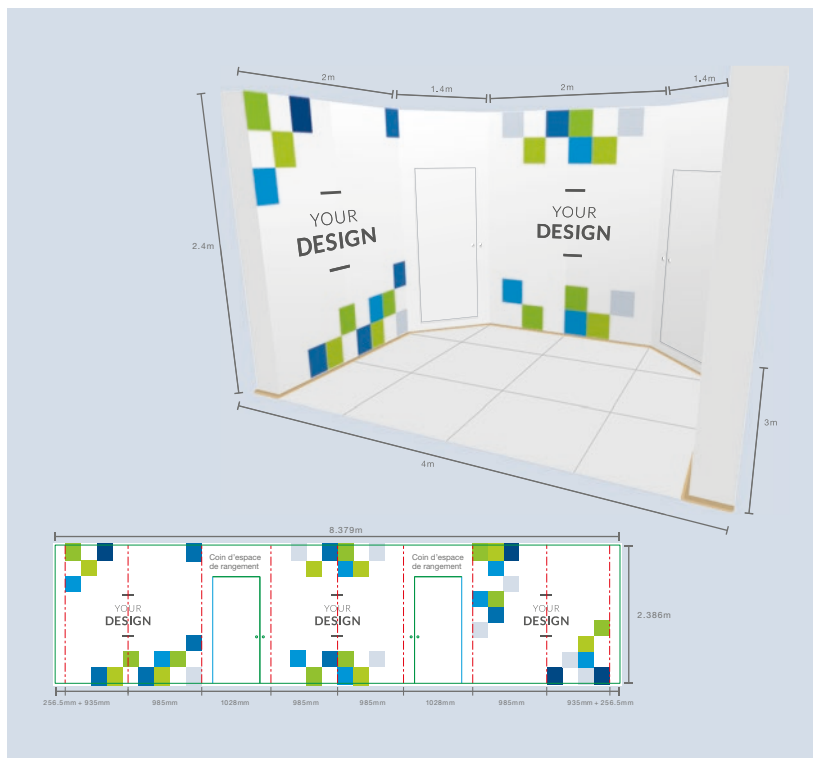 2m
1.4m
2m
1.4m
YOUR
DESIGN
YOUR
DESIGN
2.4m
3m
4m
8.379m
Coin d'espace
de rangement
Coin d'espace
de rangement
YOUR
DESIGN
YOUR
DESIGN
YOUR
DESIGN
2.386m
256.5mm + 935mm
985mm
1028mm
985mm
985mm
1028mm
985mm
935mm + 256.5mm